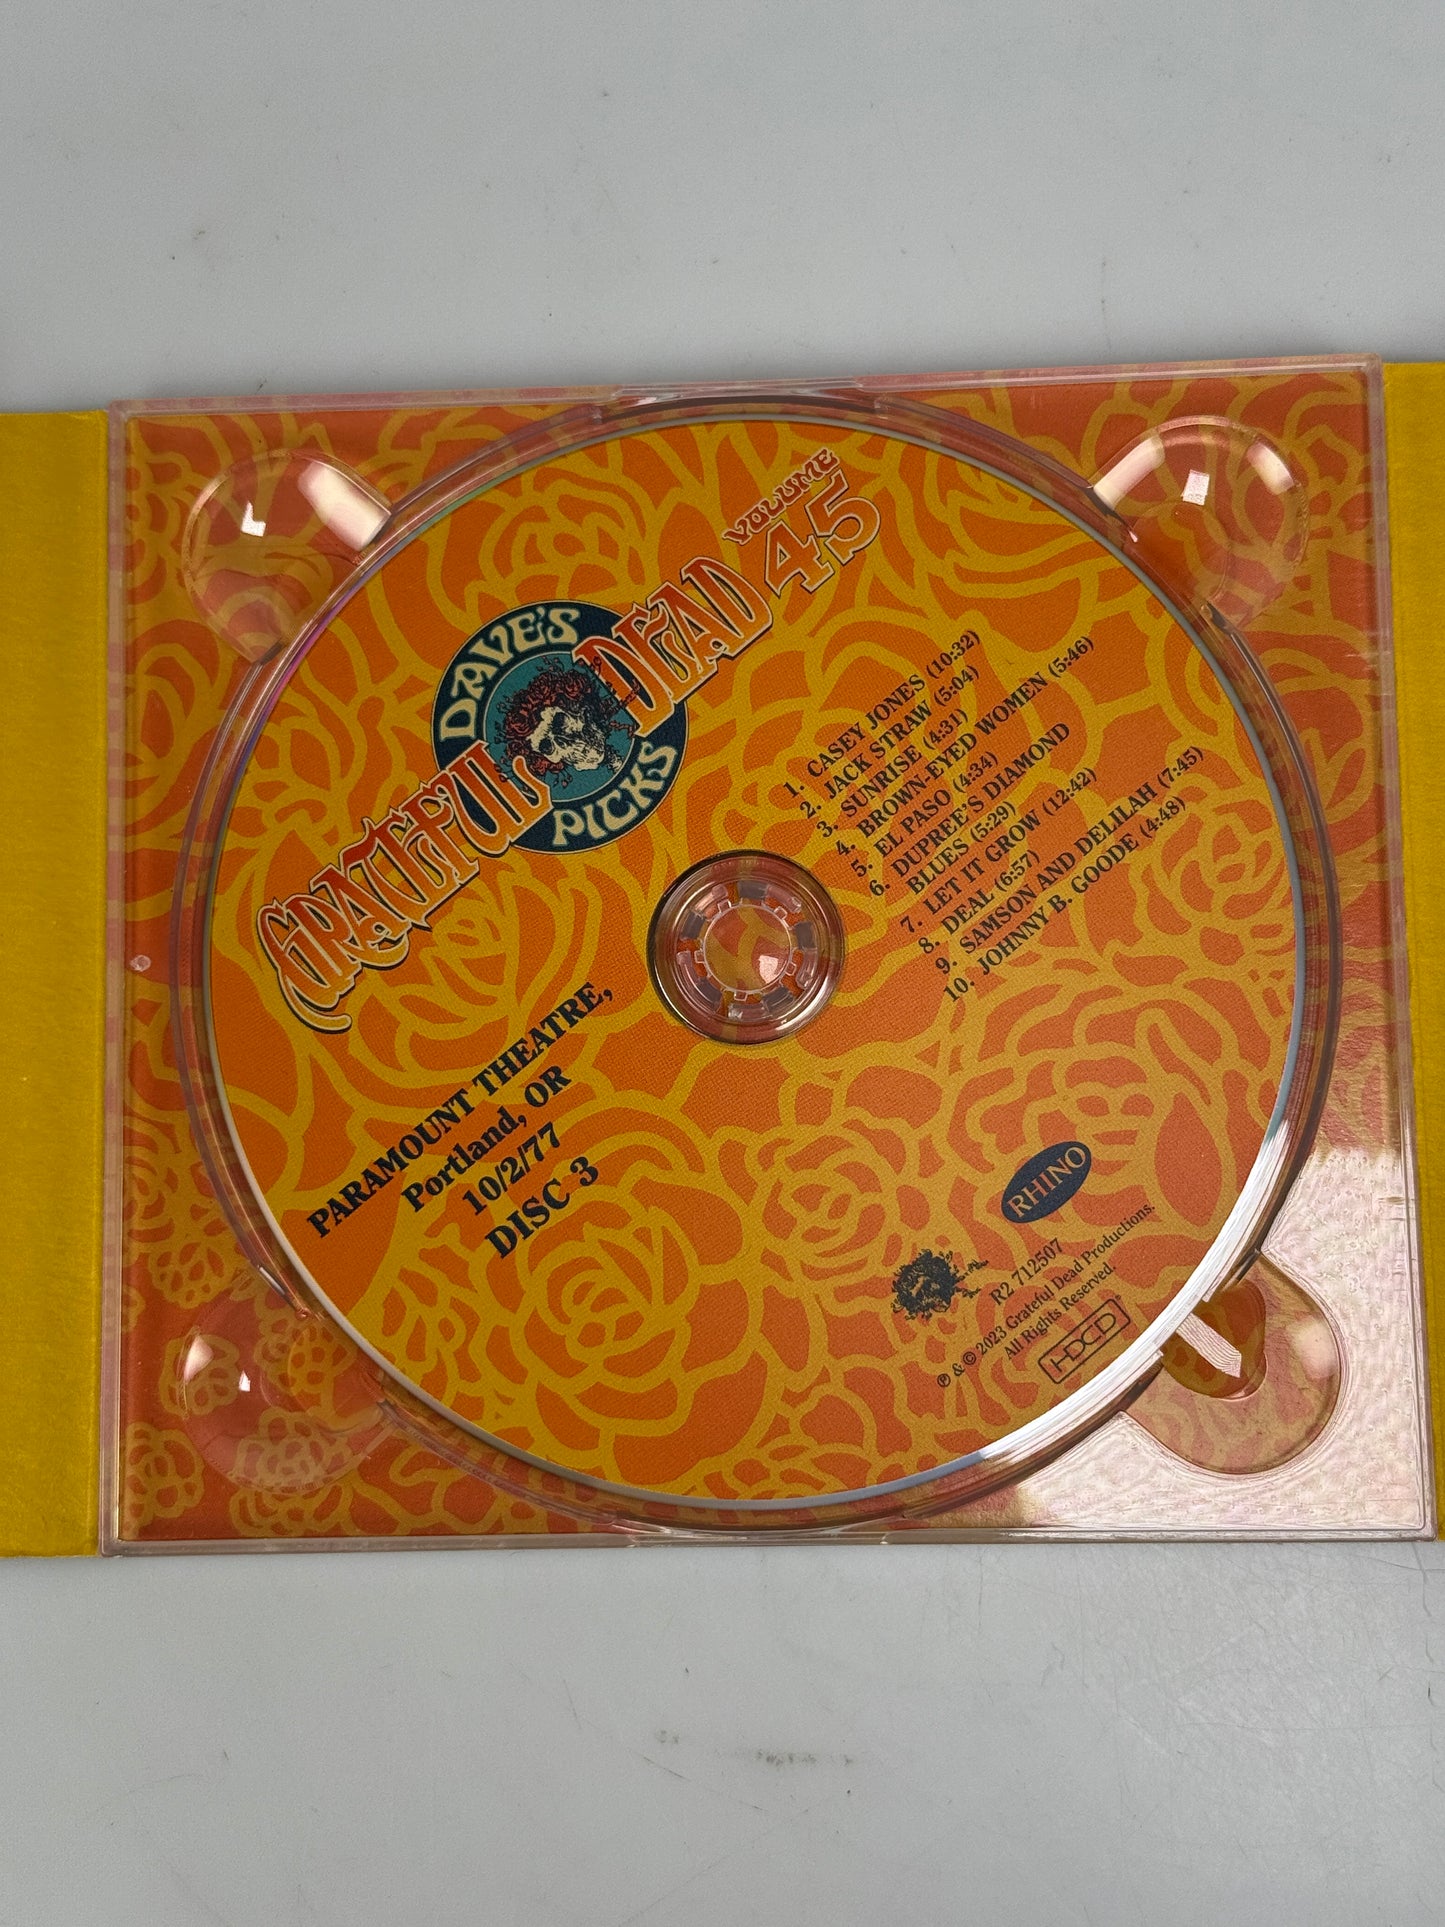 DAVE'S
PICKS
GRATEFUL DEAD
VOLUME
45
PARAMOUNT THEATRE,
Portland, OR
10/2/77
DISC 3
1. CASEY JONES (10:32)
2. JACK STRAW (5:04)
3. SUNRISE (4:31)
4. BROWN-EYED WOMEN (5:46)
5. EL PASO (4:34)
6. DUPREE'S DIAMOND
BLUES (5:29)
7. LET IT GROW (12:42)
8. DEAL (6:57)
9. SAMSON AND DELILAH (7:45)
10. JOHNNY B. GOODE (4:48)
RHINO
R2 712507
℗ & © 2023 Grateful Dead Productions.
All Rights Reserved.
HDCD®